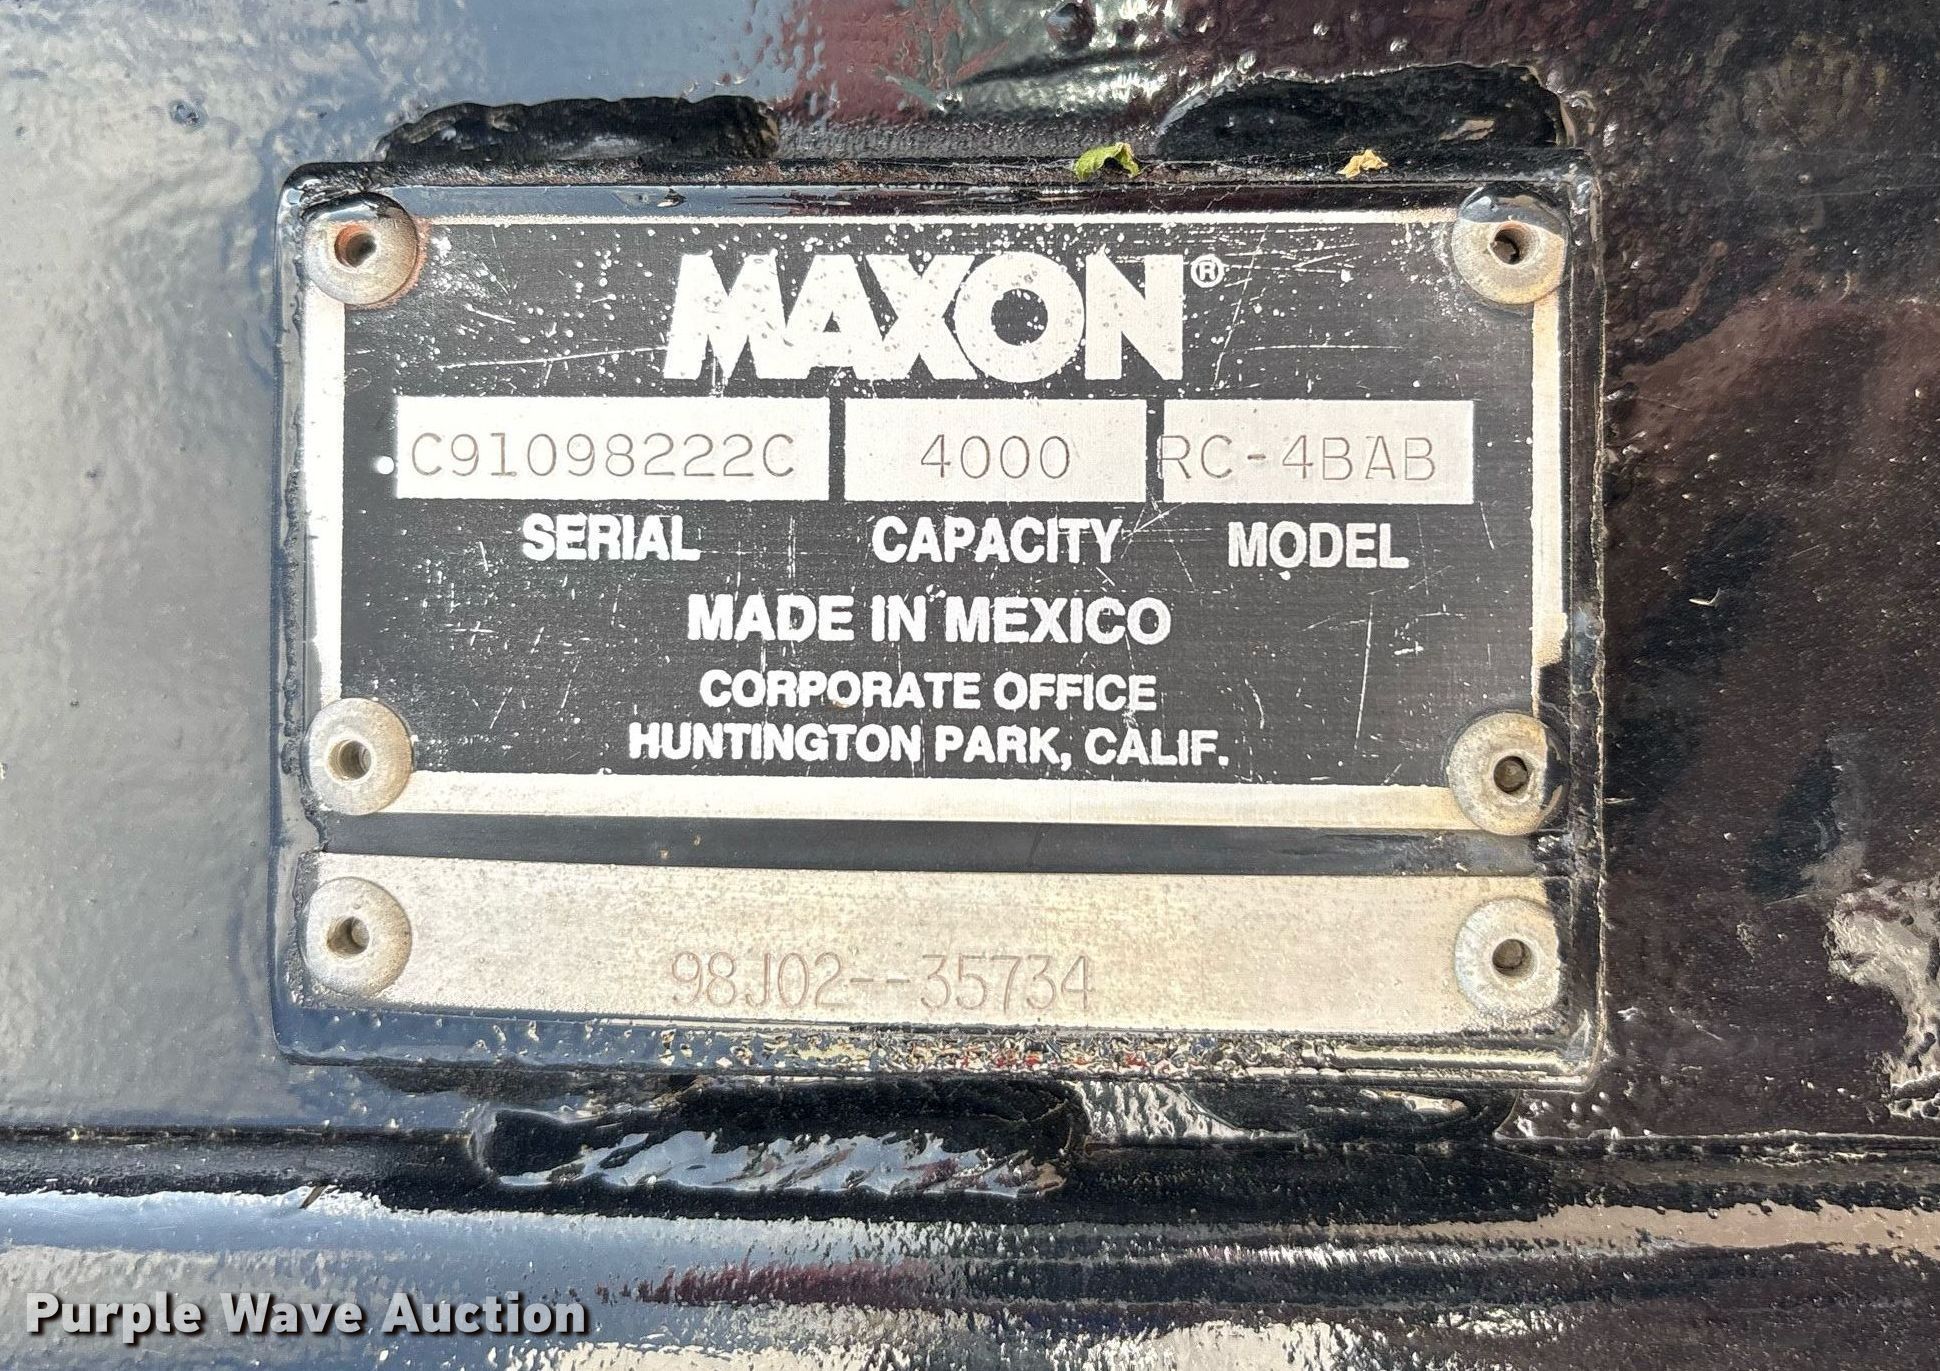 MAXON®
C91098222C 4000 RC-4BAB
SERIAL CAPACITY MODEL
MADE IN MEXICO
CORPORATE OFFICE
HUNTINGTON PARK, CALIF.
98J02--35734
Purple Wave Auction